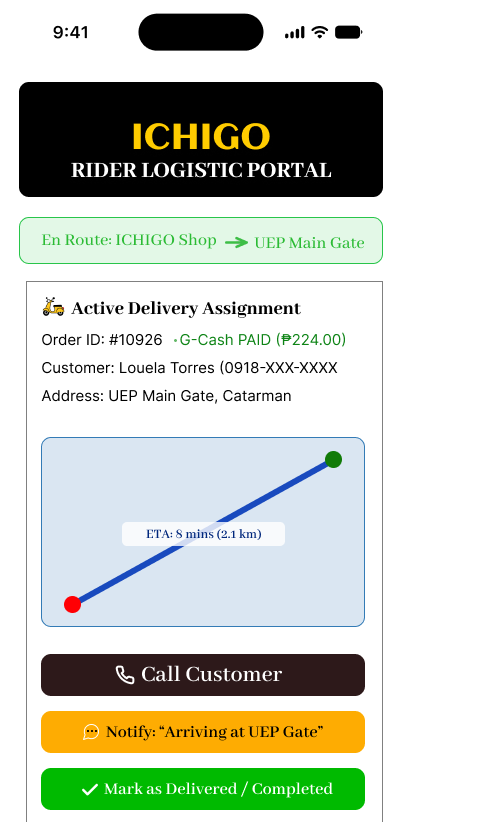 9:41
ICHIGO
RIDER LOGISTIC PORTAL
En Route: ICHIGO Shop → UEP Main Gate
Active Delivery Assignment
Order ID: #10926 •G-Cash PAID (₱224.00)
Customer: Louela Torres (0918-XXX-XXXX
Address: UEP Main Gate, Catarman
ETA: 8 mins (2.1 km)
Call Customer
Notify: “Arriving at UEP Gate”
Mark as Delivered / Completed